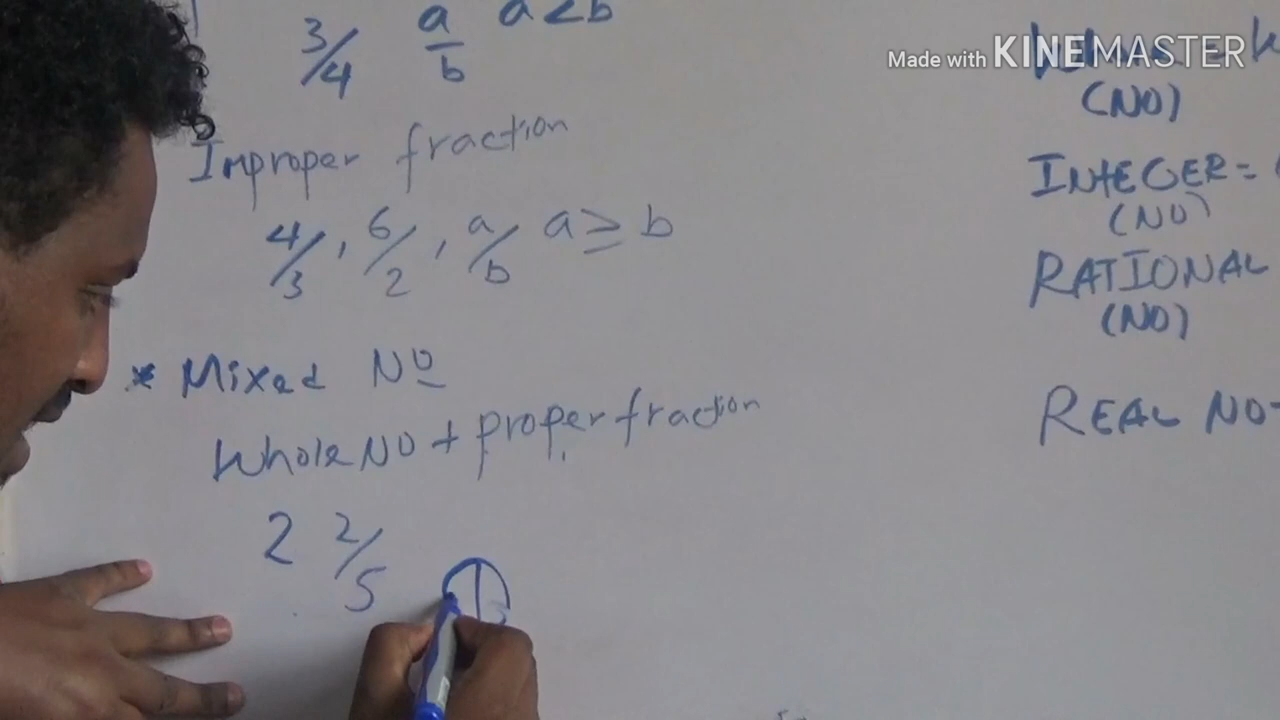 3/4 a/b a<b
Improper fraction
4/3, 6/2, a/b a ≥ b
* Mixed NO
Whole NO + proper fraction
2 2/5
Made with KINEMASTER
(NO)
INTEGER =
(NO)
RATIONAL
(NO)
REAL NO